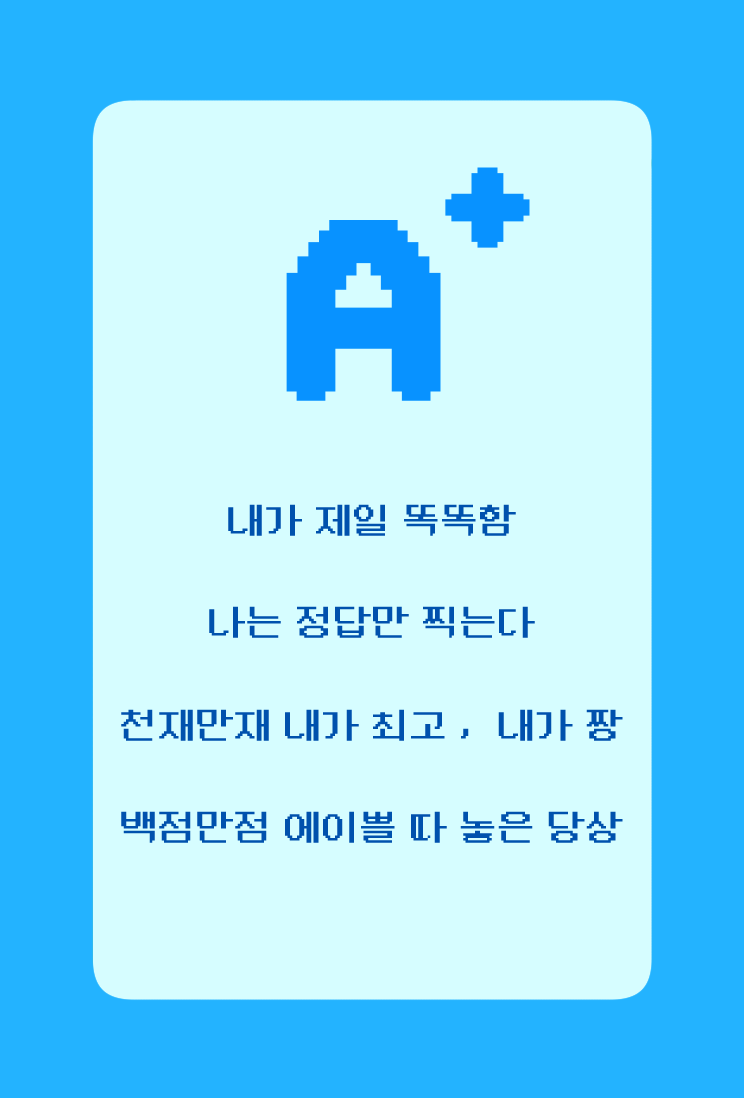 A+
내가 제일 똑똑함
나는 정답만 찍는다
천재만재 내가 최고 , 내가 짱
백점만점 에이쁠 따 놓은 당상